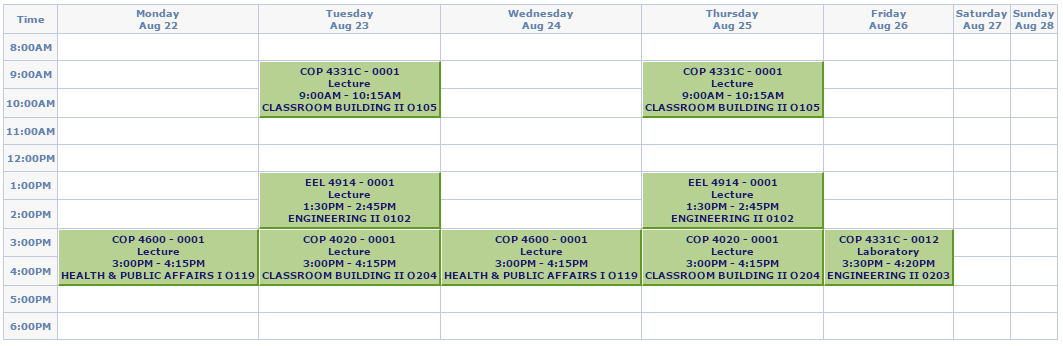 Time
Monday
Aug 22
Tuesday
Aug 23
Wednesday
Aug 24
Thursday
Aug 25
Friday
Aug 26
Saturday
Aug 27
Sunday
Aug 28
8:00AM
9:00AM
COP 4331C - 0001
Lecture
9:00AM - 10:15AM
CLASSROOM BUILDING II O105
COP 4331C - 0001
Lecture
9:00AM - 10:15AM
CLASSROOM BUILDING II O105
10:00AM
11:00AM
12:00PM
1:00PM
EEL 4914 - 0001
Lecture
1:30PM - 2:45PM
ENGINEERING II 0102
EEL 4914 - 0001
Lecture
1:30PM - 2:45PM
ENGINEERING II 0102
2:00PM
3:00PM
COP 4600 - 0001
Lecture
3:00PM - 4:15PM
HEALTH & PUBLIC AFFAIRS I O119
COP 4020 - 0001
Lecture
3:00PM - 4:15PM
CLASSROOM BUILDING II O204
COP 4600 - 0001
Lecture
3:00PM - 4:15PM
HEALTH & PUBLIC AFFAIRS I O119
COP 4020 - 0001
Lecture
3:00PM - 4:15PM
CLASSROOM BUILDING II O204
COP 4331C - 0012
Laboratory
3:30PM - 4:20PM
ENGINEERING II 0203
4:00PM
5:00PM
6:00PM